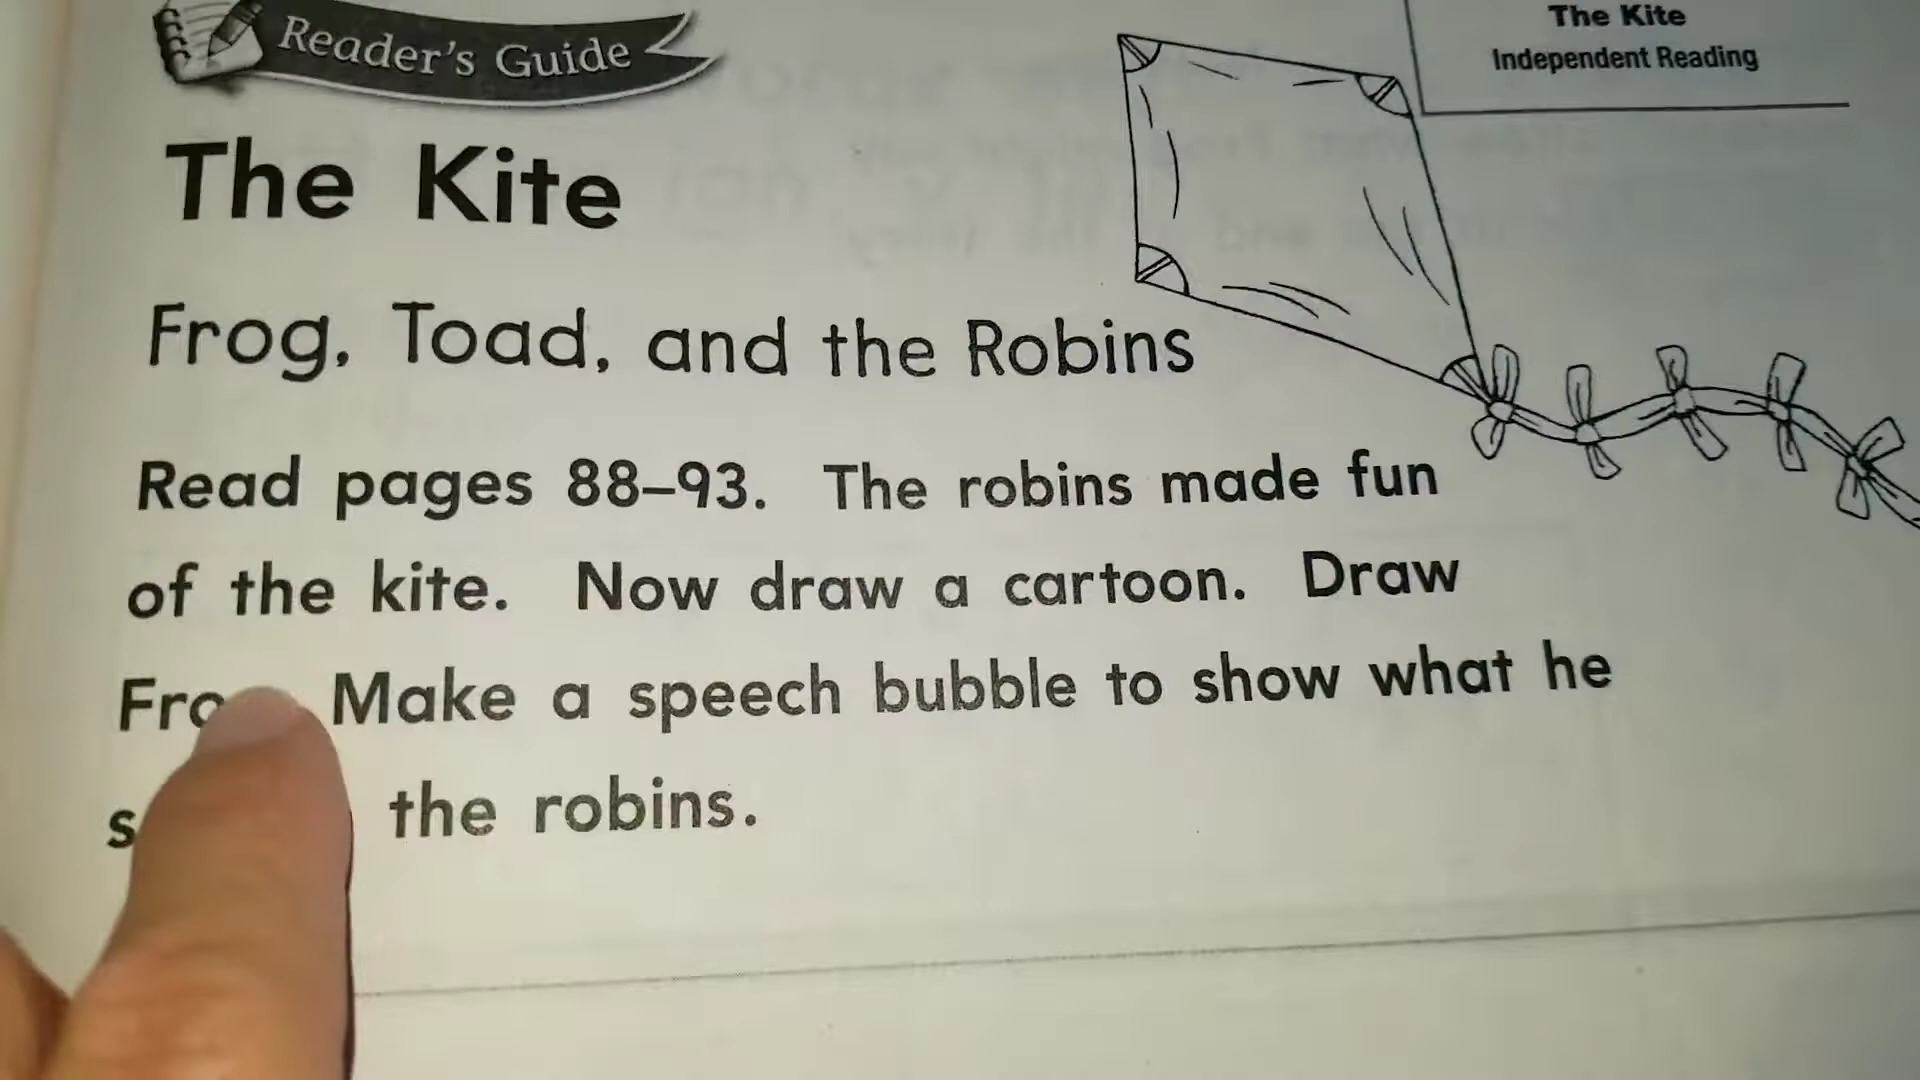 Reader's Guide
The Kite
Independent Reading
The Kite
Frog, Toad, and the Robins
Read pages 88–93. The robins made fun
of the kite. Now draw a cartoon. Draw
Make a speech bubble to show what he
the robins.